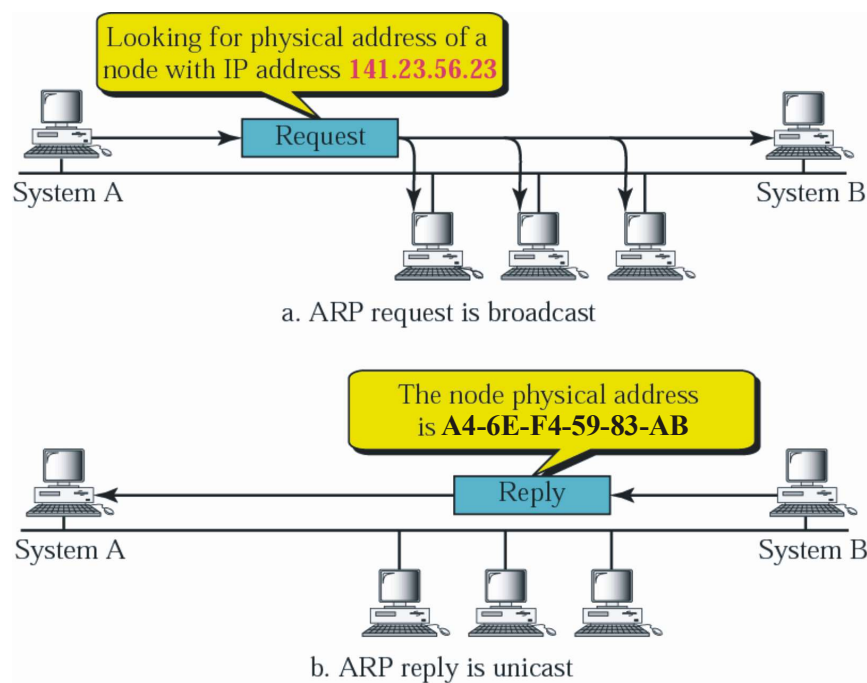 Looking for physical address of a
node with IP address 141.23.56.23
Request
System A
System B
a. ARP request is broadcast
The node physical address
is A4-6E-F4-59-83-AB
Reply
System A
System B
b. ARP reply is unicast